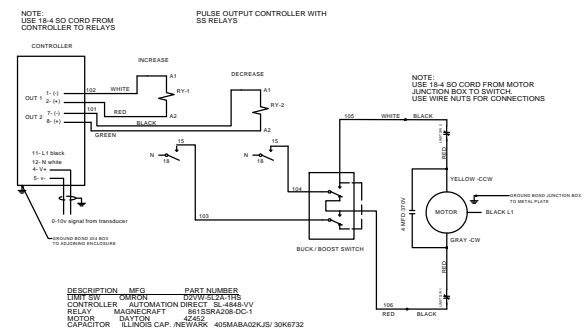 NOTE:
USE 18-4 SO CORD FROM
CONTROLLER TO RELAYS
PULSE OUTPUT CONTROLLER WITH
SS RELAYS
CONTROLLER
INCREASE
DECREASE
A1
RY-1
A2
A1
RY-2
A2
OUT 1
1- (-)
2- (+)
OUT 2
7- (-)
8- (+)
102
WHITE
RED
101
BLACK
GREEN
11- L1 black
12- N white
4- V+
5- v-
0-10v signal from transducer
GROUND BOND 4X4 BOX
TO ADJOINING ENCLOSURE
N
15
18
N
15
18
104
103
BUCK / BOOST SWITCH
NOTE:
USE 18-4 SO CORD FROM MOTOR
JUNCTION BOX TO SWITCH.
USE WIRE NUTS FOR CONNECTIONS
105
WHITE
BLACK
RED
YELLOW -CCW
4 MFD 370V
MOTOR
BLACK L1
GROUND BOND JUNCTION BOX
TO METAL PLATE
GRAY -CW
RED
106
RED
BLACK
DESCRIPTION MFG PART NUMBER
LIMIT SW OMRON D2VW-5L2A-1HS
CONTROLLER AUTOMATION DIRECT SL-4848-VV
RELAY MAGNECRAFT 861SSRA208-DC-1
MOTOR DAYTON 4Z452
CAPACITOR ILLINOIS CAP. /NEWARK 405MABA02KJS/ 30K6732